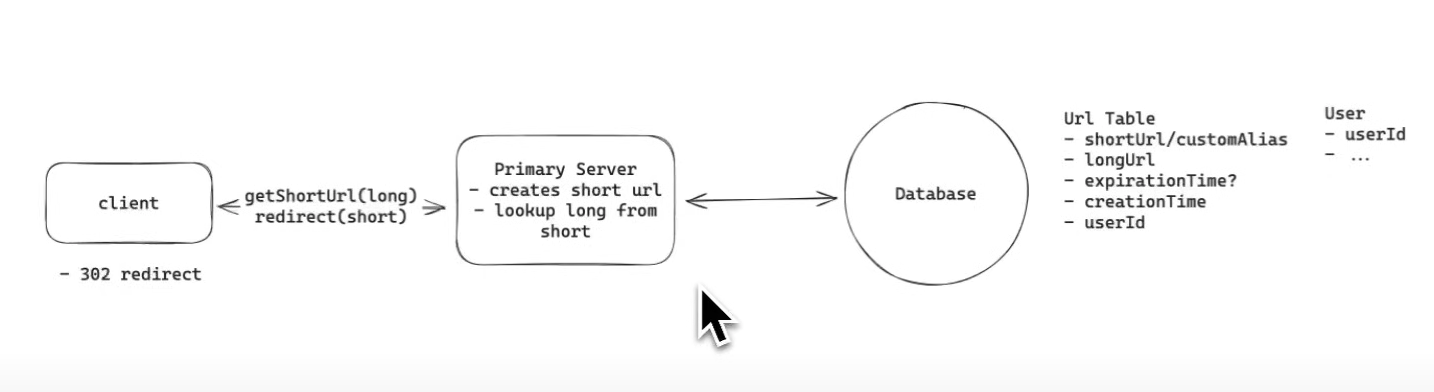 client
- 302 redirect
getShortUrl(long)
redirect(short)
Primary Server
- creates short url
- lookup long from
short
Database
Url Table
- shortUrl/customAlias
- longUrl
- expirationTime?
- creationTime
- userId
User
- userId
- ...